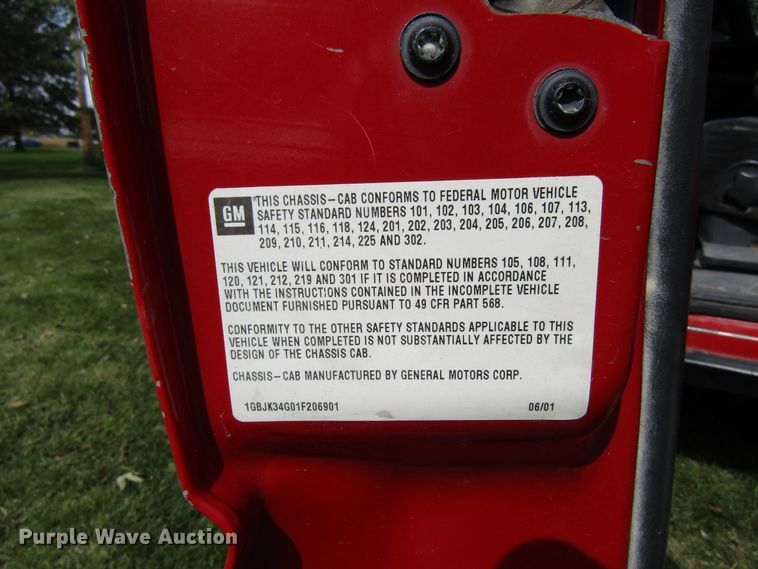 GM
"THIS CHASSIS-CAB CONFORMS TO FEDERAL MOTOR VEHICLE
SAFETY STANDARD NUMBERS 101, 102, 103, 104, 106, 107, 113,
114, 115, 116, 118, 124, 201, 202, 203, 204, 205, 206, 207, 208,
209, 210, 211, 214, 225 AND 302.
THIS VEHICLE WILL CONFORM TO STANDARD NUMBERS 105, 108, 111,
120, 121, 212, 219 AND 301 IF IT IS COMPLETED IN ACCORDANCE
WITH THE INSTRUCTIONS CONTAINED IN THE INCOMPLETE VEHICLE
DOCUMENT FURNISHED PURSUANT TO 49 CFR PART 568.
CONFORMITY TO THE OTHER SAFETY STANDARDS APPLICABLE TO THIS
VEHICLE WHEN COMPLETED IS NOT SUBSTANTIALLY AFFECTED BY THE
DESIGN OF THE CHASSIS CAB.
CHASSIS-CAB MANUFACTURED BY GENERAL MOTORS CORP.
1GBJK34G01F206901 06/01
Purple Wave Auction